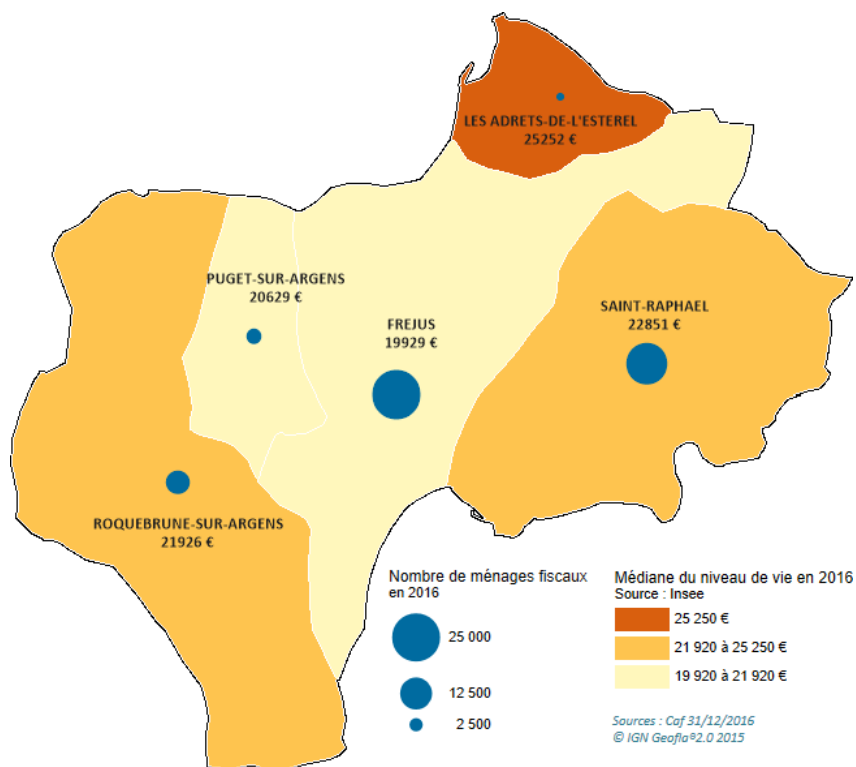 LES ADRETS-DE-L'ESTEREL
25252 €
PUGET-SUR-ARGENS
20629 €
FREJUS
19929 €
SAINT-RAPHAEL
22851 €
ROQUEBRUNE-SUR-ARGENS
21926 €
Nombre de ménages fiscaux
en 2016
25 000
12 500
2 500
Médiane du niveau de vie en 2016
Source : Insee
25 250 €
21 920 à 25 250 €
19 920 à 21 920 €
Sources : Caf 31/12/2016
© IGN Geofla®2.0 2015